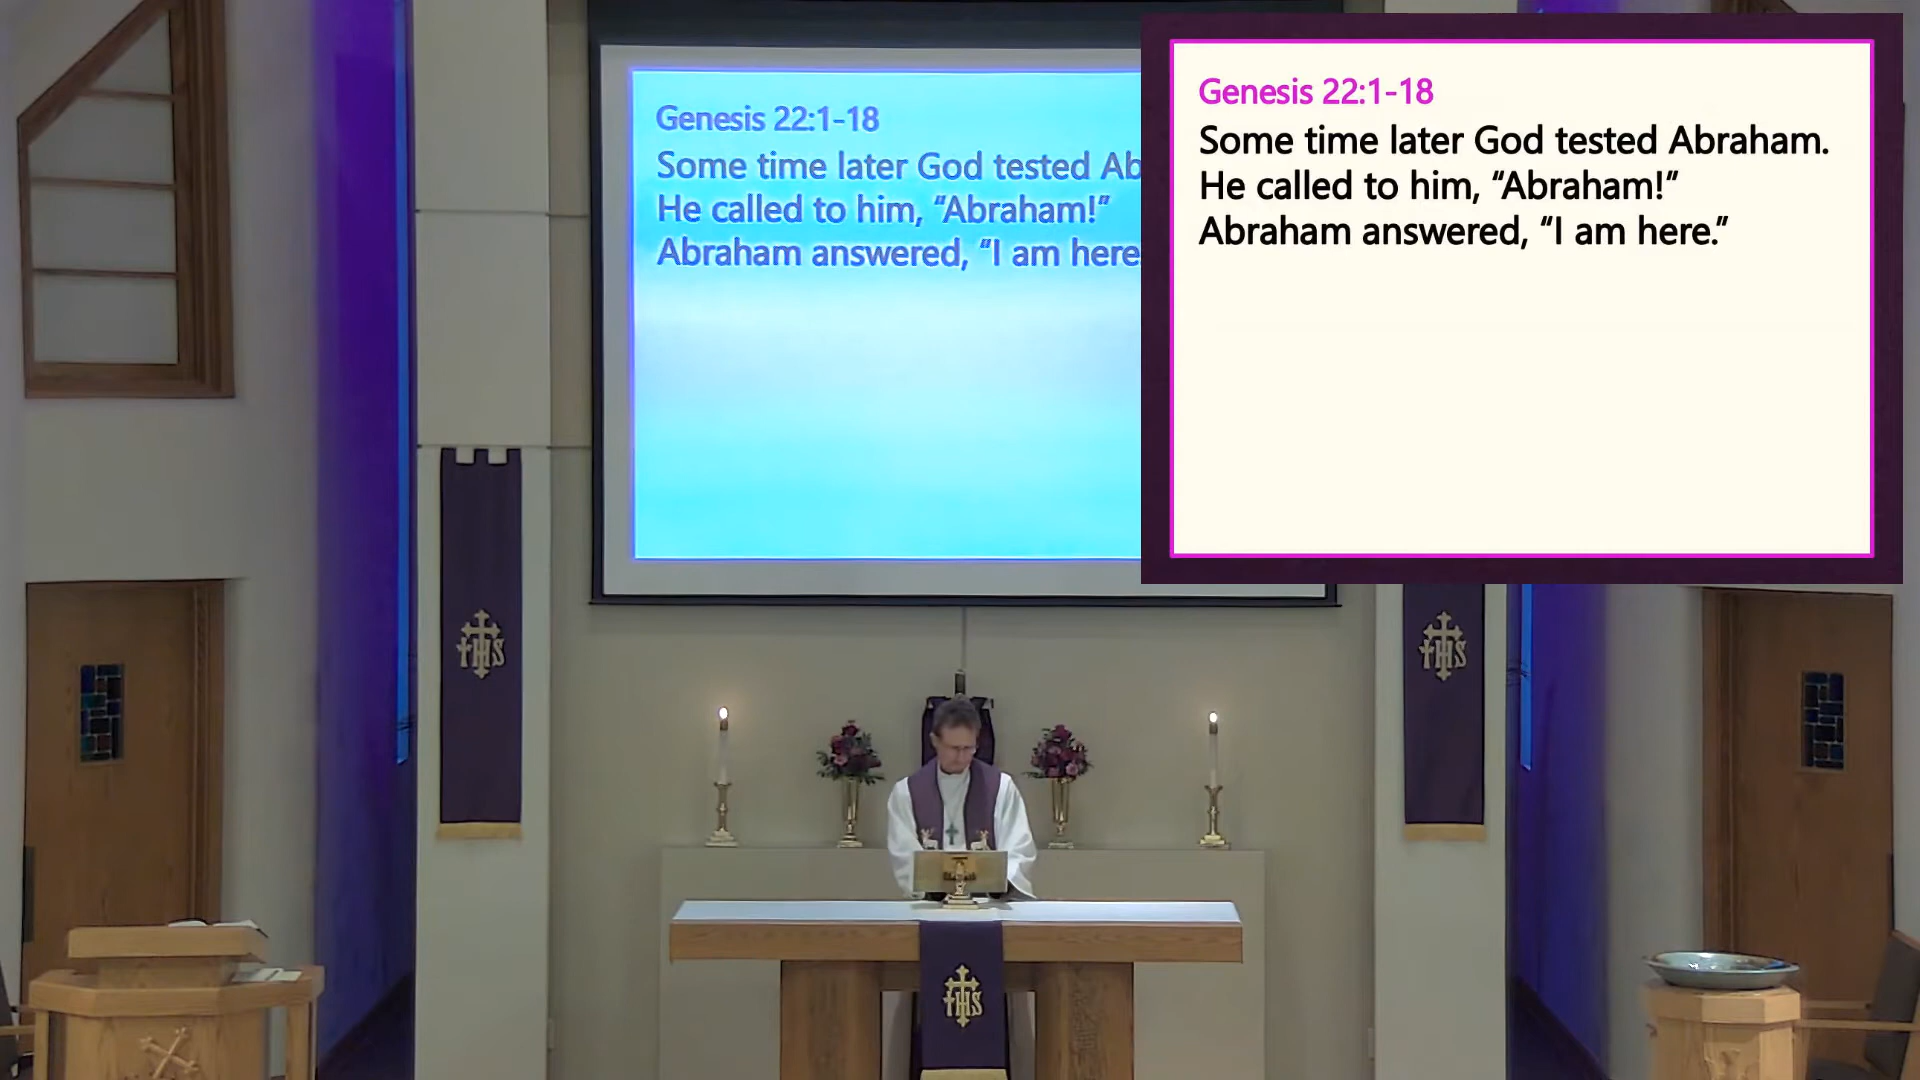 Genesis 22:1-18
Some time later God tested Ab
He called to him, “Abraham!”
Abraham answered, “I am here.
Genesis 22:1-18
Some time later God tested Abraham.
He called to him, “Abraham!”
Abraham answered, “I am here.”
IHS
IHS
IHS